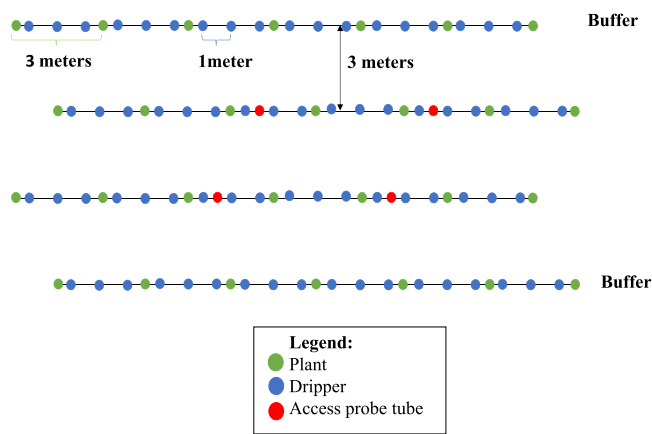 Buffer
3 meters
1meter
3 meters
Buffer
Legend:
Plant
Dripper
Access probe tube